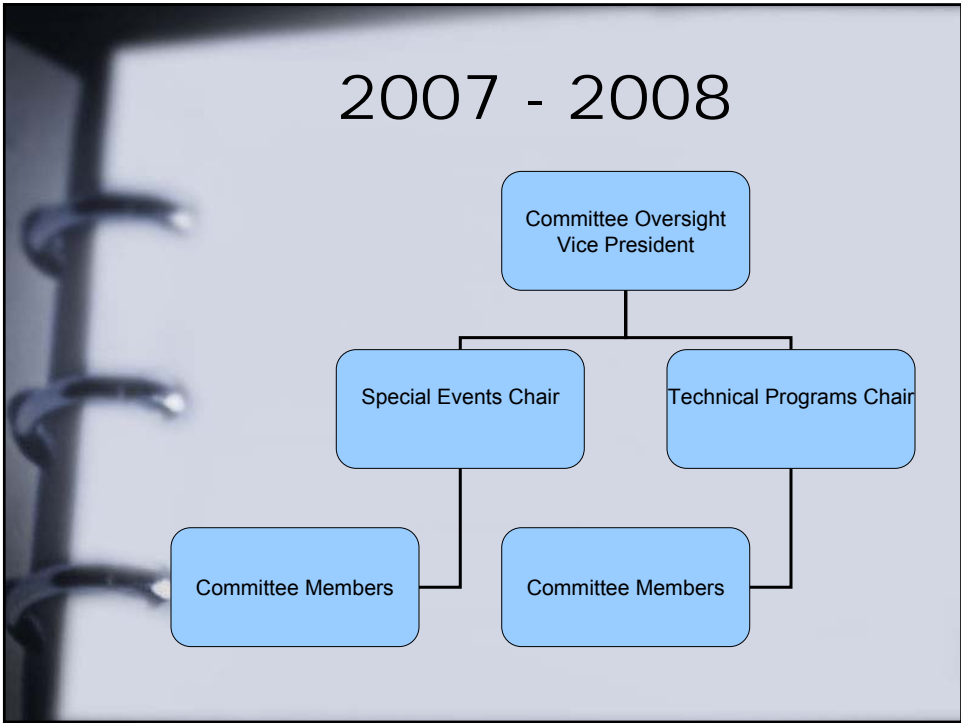 2007 - 2008
Committee Oversight
Vice President
Special Events Chair
Technical Programs Chair
Committee Members
Committee Members